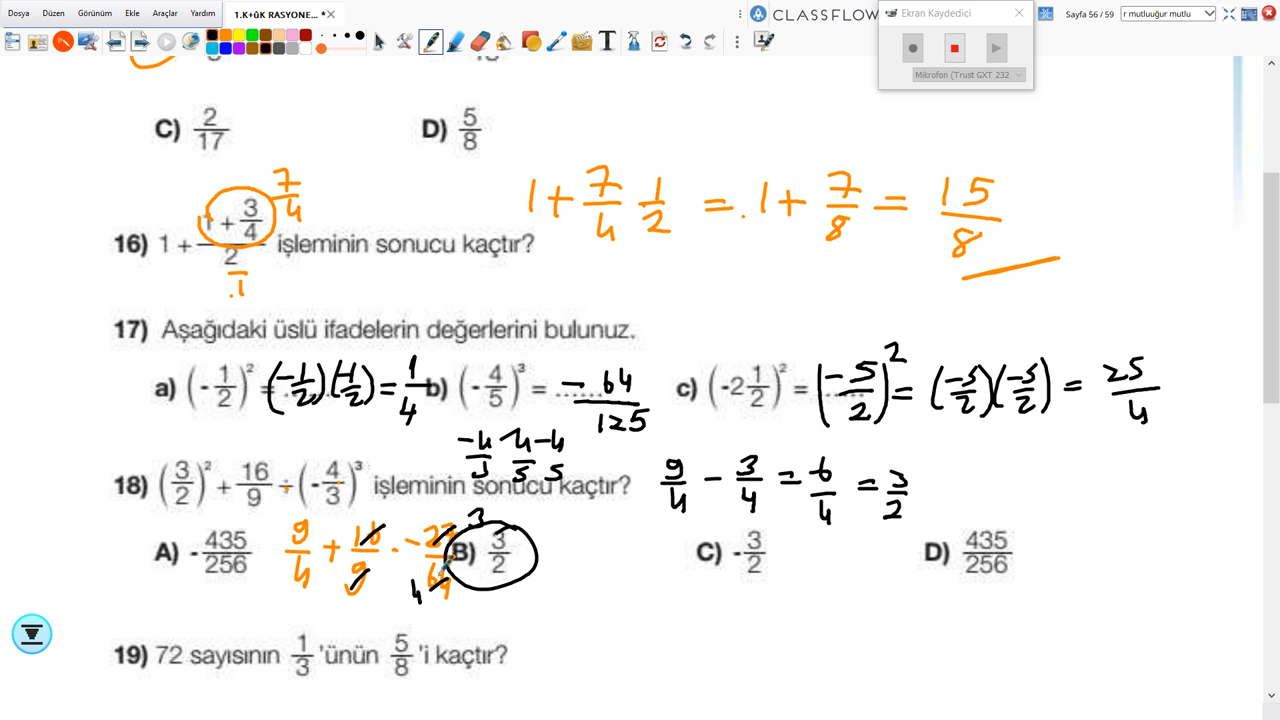 Dosya Düzen Görünüm Ekle Araçlar Yardım
1.K+ûK RASYONE... *
CLASSFLOW
Ekran Kaydedici
Mikrofon (Trust GXT 232
Sayfa 56 / 59
r mutluuğur mutlu
C) 2/17 D) 5/8
7/4
16) 1 + (1 + 3/4)/2 işleminin sonucu kaçtır?
1
1 + 7/4 1/2 = 1 + 7/8 = 15/8
17) Aşağıdaki üslü ifadelerin değerlerini bulunuz.
a) (-1/2)² = (-1/2)(-1/2) = 1/4 b) (-4/5)³ = ...... -64/125 c) (-2 1/2)² = (-5/2)² = (-5/2)(-5/2) = 25/4
-4/5 -4/5 -4/5
18) (3/2)² + 16/9 ÷ (-4/3)³ işleminin sonucu kaçtır?
9/4 - 3/4 = 6/4 = 3/2
A) -435/256 B) 3/2 C) -3/2 D) 435/256
9/4 + 16/9 . -27/64
3
4
19) 72 sayısının 1/3 'ünün 5/8 'i kaçtır?